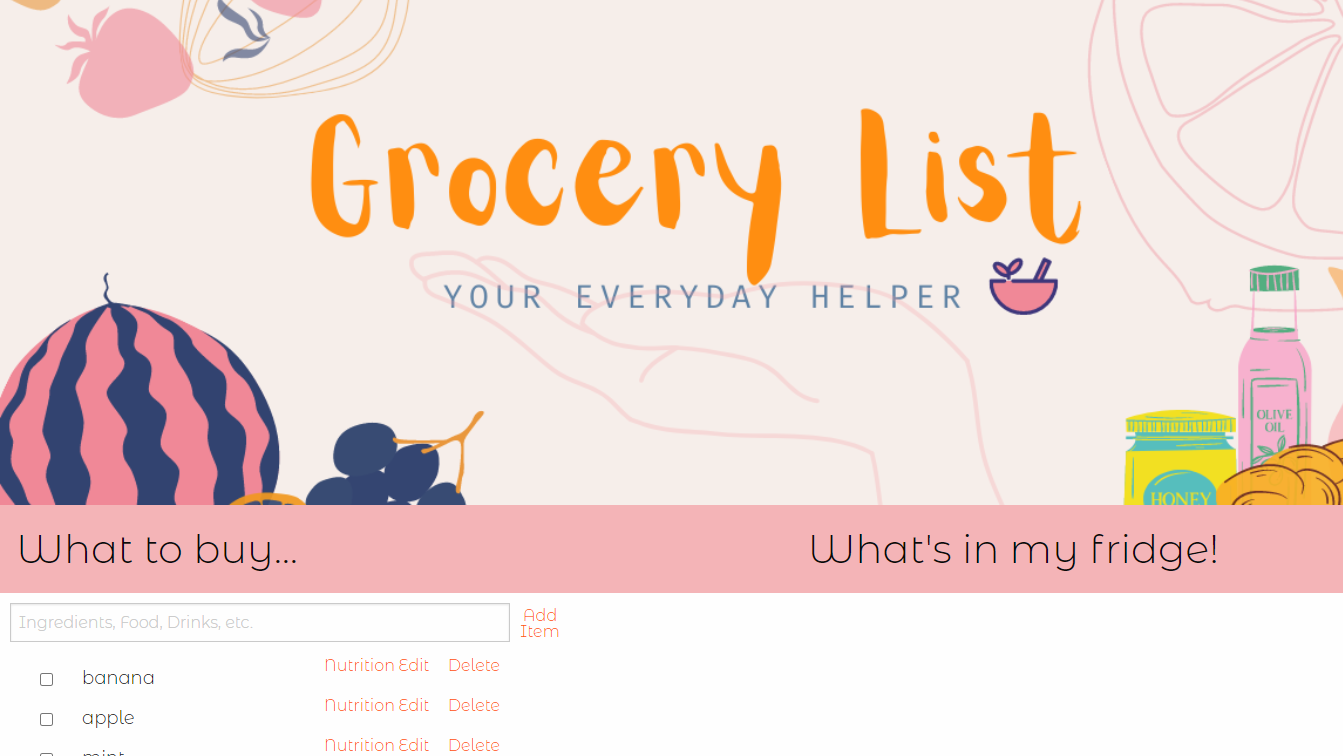 Grocery List
YOUR EVERYDAY HELPER
OLIVE
OIL
HONEY
What to buy...
What's in my fridge!
Ingredients, Food, Drinks, etc.
Add
Item
banana Nutrition Edit Delete
apple Nutrition Edit Delete
mint Nutrition Edit Delete